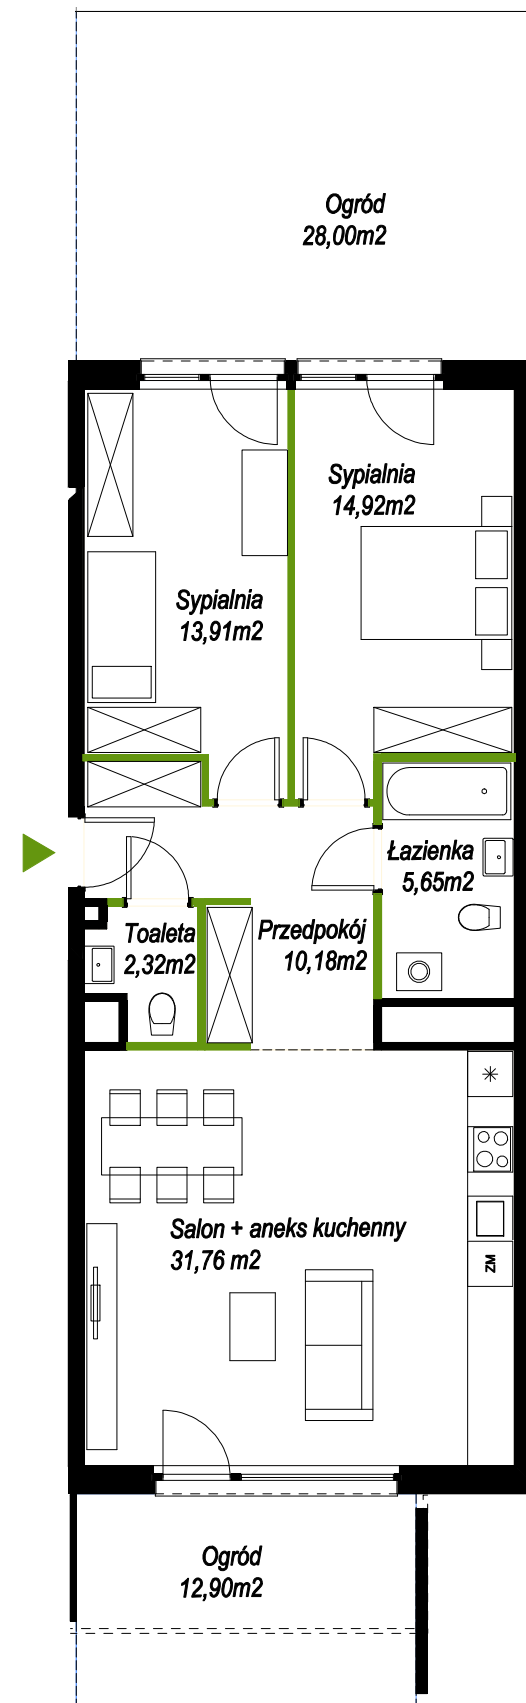 Ogród
28,00m2
Sypialnia
14,92m2
Sypialnia
13,91m2
Łazienka
5,65m2
Toaleta
2,32m2
Przedpokój
10,18m2
Salon + aneks kuchenny
31,76 m2
ZM
Ogród
12,90m2